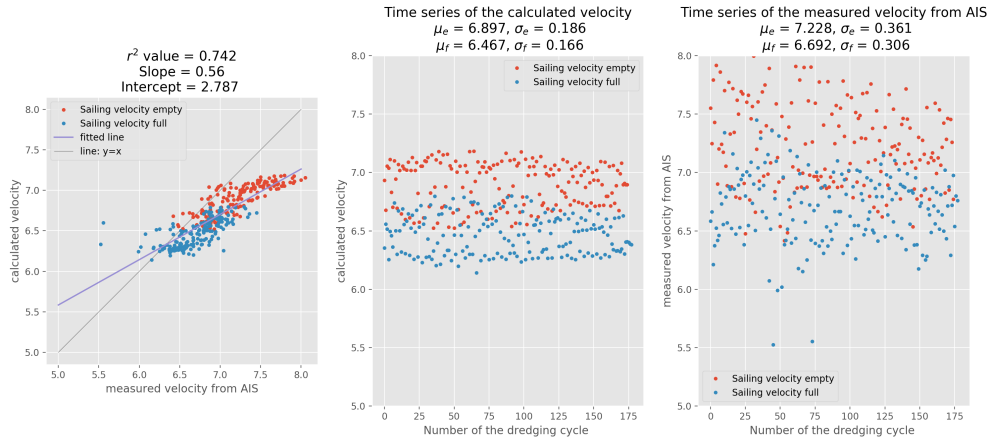 r² value = 0.742
Slope = 0.56
Intercept = 2.787
Sailing velocity empty
Sailing velocity full
fitted line
line: y=x
8.0
7.5
7.0
6.5
6.0
5.5
5.0
calculated velocity
5.0 5.5 6.0 6.5 7.0 7.5 8.0
measured velocity from AIS
Time series of the calculated velocity
μₑ = 6.897, σₑ = 0.186
μ_f = 6.467, σ_f = 0.166
Sailing velocity empty
Sailing velocity full
8.0
7.5
7.0
6.5
6.0
5.5
5.0
calculated velocity
0 25 50 75 100 125 150 175
Number of the dredging cycle
Time series of the measured velocity from AIS
μₑ = 7.228, σₑ = 0.361
μ_f = 6.692, σ_f = 0.306
8.0
7.5
7.0
6.5
6.0
5.5
5.0
measured velocity from AIS
Sailing velocity empty
Sailing velocity full
0 25 50 75 100 125 150 175
Number of the dredging cycle